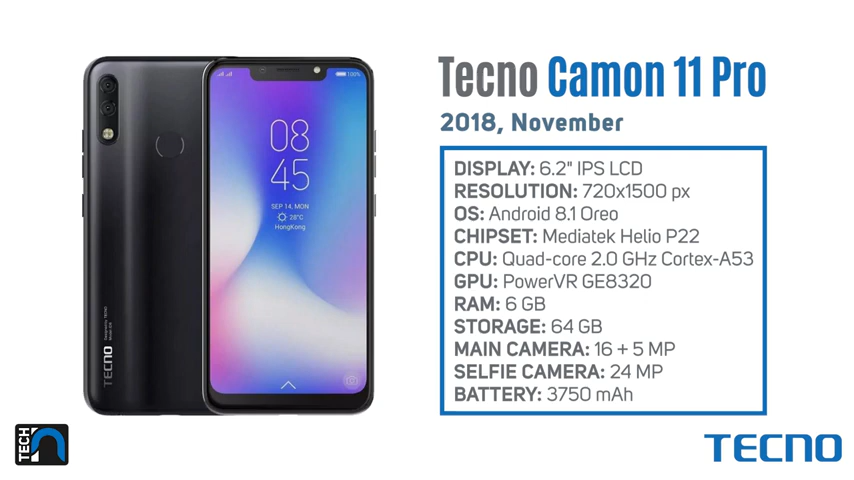 Tecno Camon 11 Pro
2018, November
DISPLAY: 6.2" IPS LCD
RESOLUTION: 720x1500 px
OS: Android 8.1 Oreo
CHIPSET: Mediatek Helio P22
CPU: Quad-core 2.0 GHz Cortex-A53
GPU: PowerVR GE8320
RAM: 6 GB
STORAGE: 64 GB
MAIN CAMERA: 16 + 5 MP
SELFIE CAMERA: 24 MP
BATTERY: 3750 mAh
100%
08
45
SEP 14, MON
28°C
HongKong
TECNO
TECH
TECNO